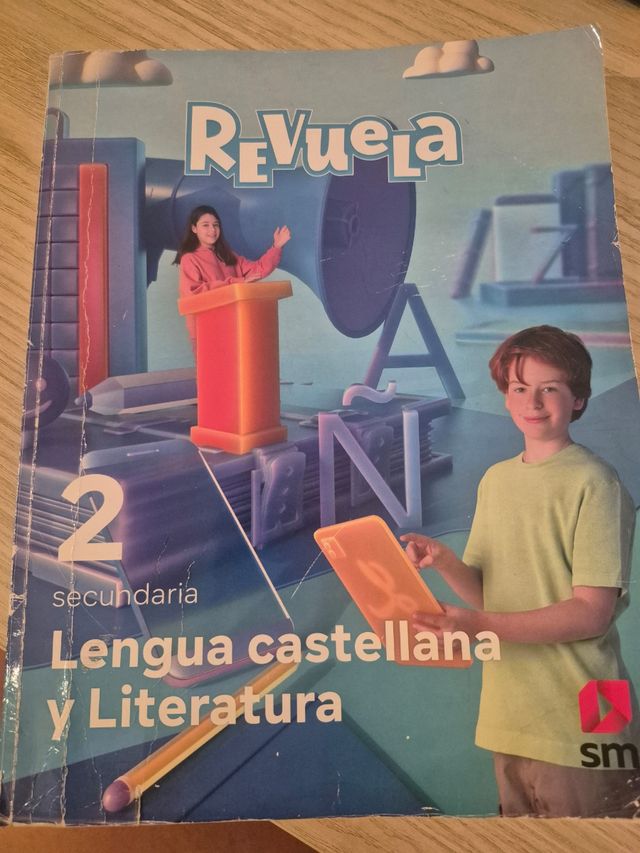 ReVueLa
2
secundaria
Lengua castellana
y Literatura
sm
A
Ñ